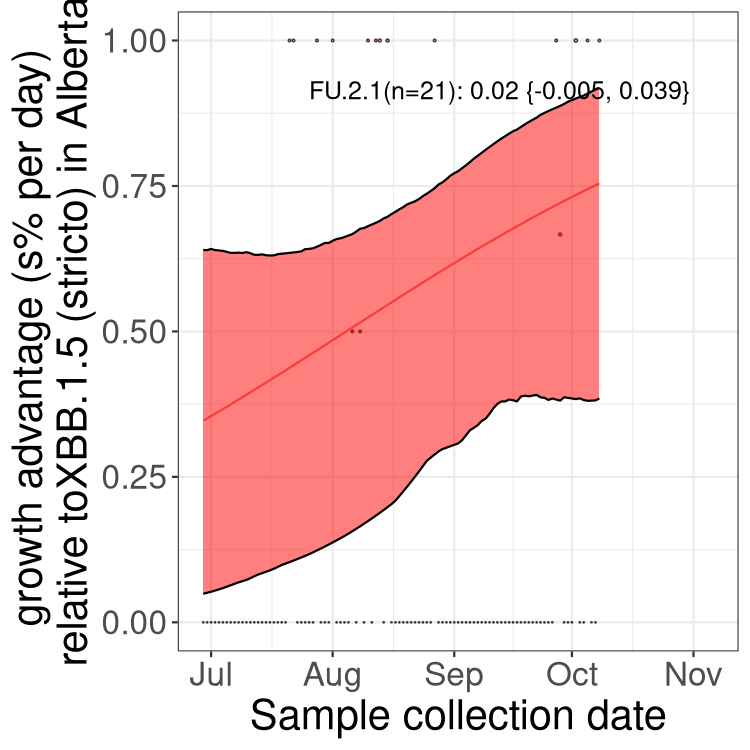 growth advantage (s% per day)
relative toXBB.1.5 (stricto) in Alberta
1.00
0.75
0.50
0.25
0.00
FU.2.1(n=21): 0.02 {-0.005, 0.039}
Jul Aug Sep Oct Nov
Sample collection date